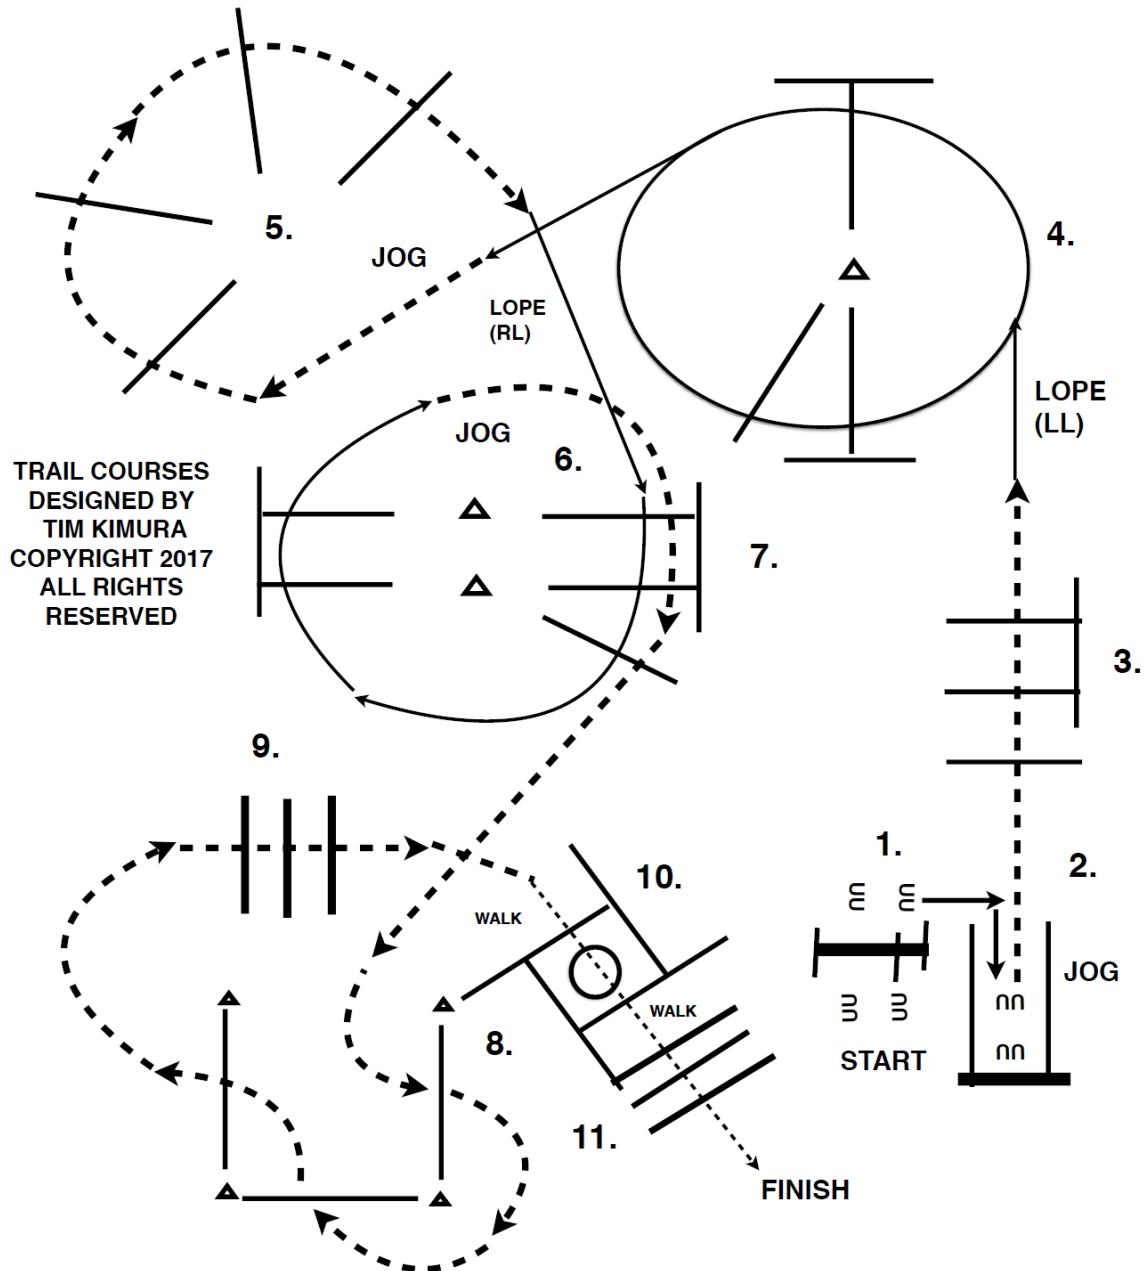 5.
JOG
LOPE
(RL)
4.
LOPE
(LL)
JOG
6.
TRAIL COURSES
DESIGNED BY
TIM KIMURA
COPYRIGHT 2017
ALL RIGHTS
RESERVED
7.
3.
9.
1.
2.
10.
WALK
JOG
WALK
8.
START
11.
FINISH